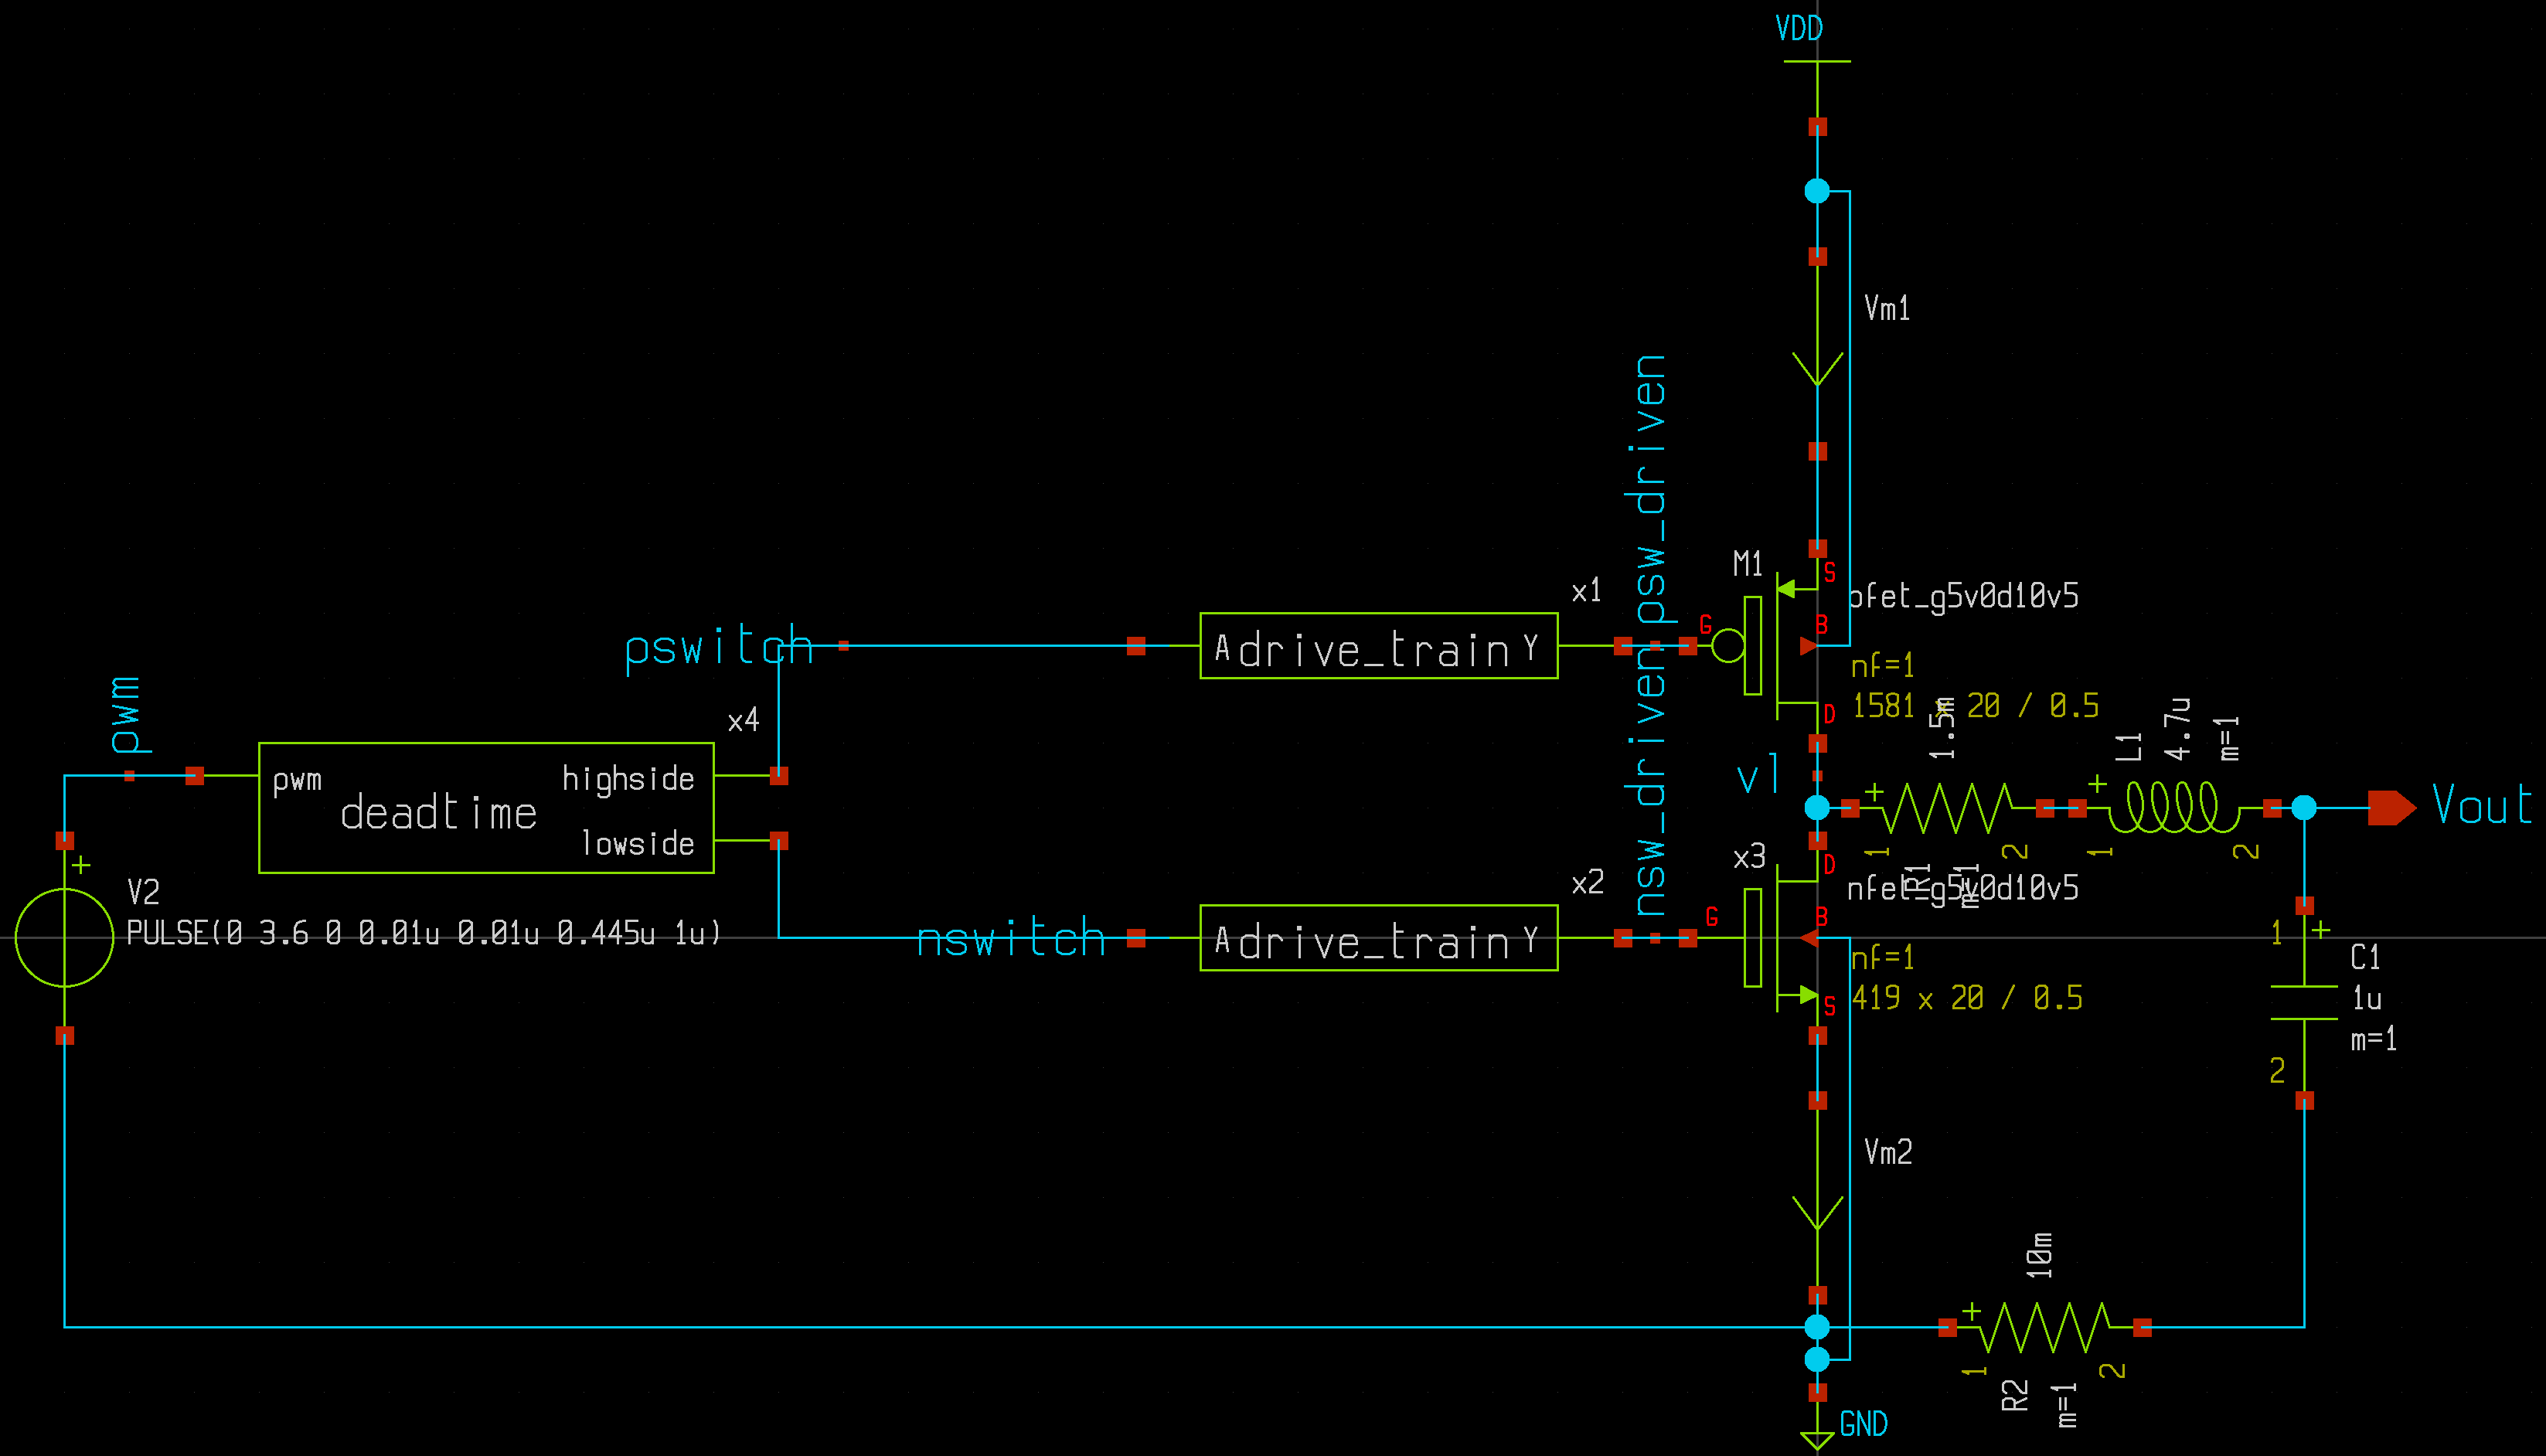 VDD
Vm1
psw_driven
M1
S
pfet_g5v0d10v5
x1
G
B
pswitch
A drive_train Y
nf=1
1581 x 20 / 0.5
D
pwm
x4
1.5m
L1
4.7u
m=1
pwm
highside
deadtime
lowside
vl
+
+
Vout
1
2
1
2
nsw_driven
x3
D
R1
m=1
nfet_g5v0d10v5
+
V2
PULSE(0 3.6 0 0.01u 0.01u 0.445u 1u)
x2
G
B
nswitch
A drive_train Y
nf=1
419 x 20 / 0.5
S
1
+
C1
1u
m=1
2
Vm2
10m
+
1
2
R2
m=1
GND